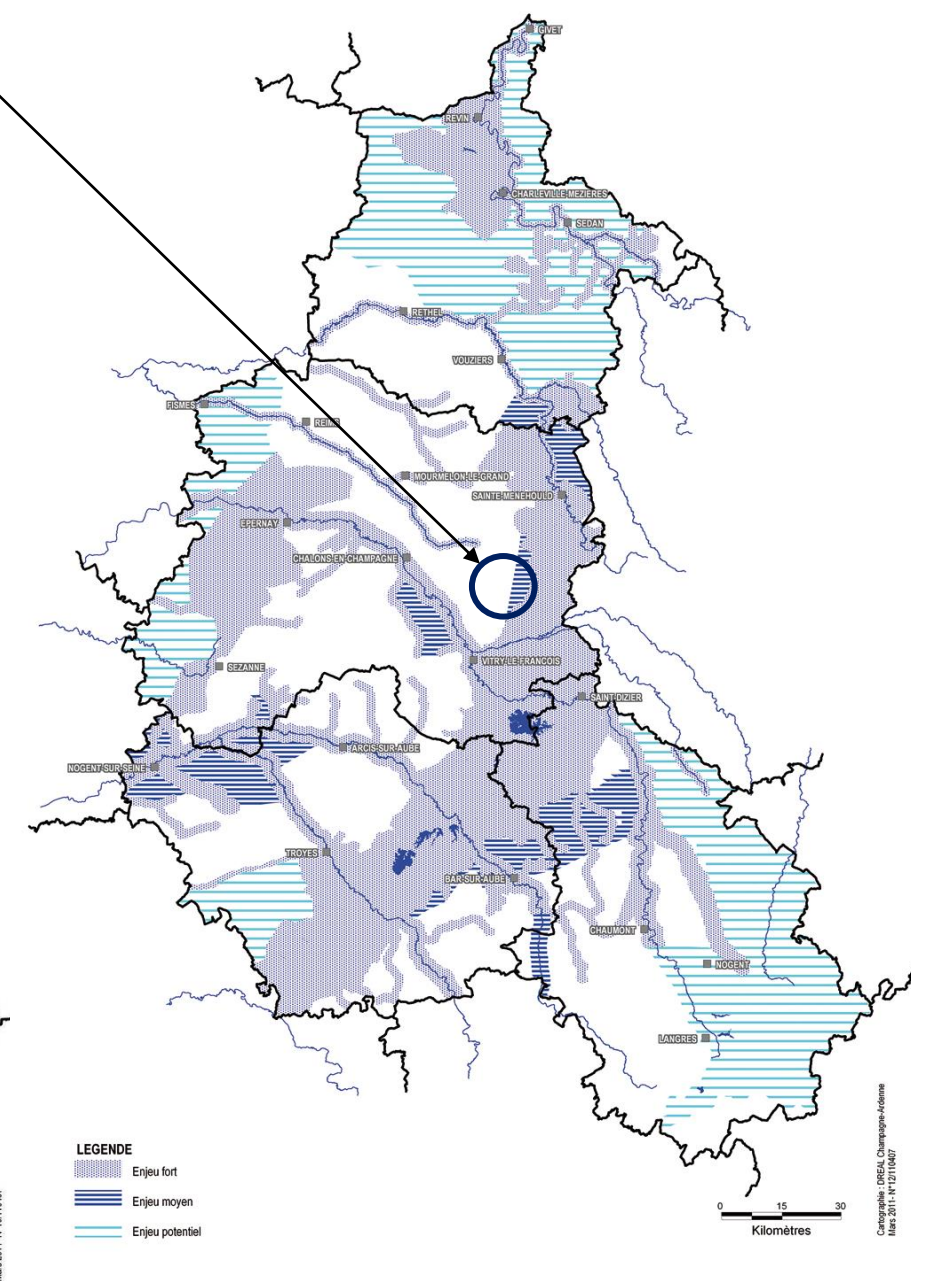 GIVET
REVIN
CHARLEVILLE-MEZIERES
SEDAN
RETHEL
VOUZIERS
FISMES
REIMS
MOURMELON-LE-GRAND
SAINTE-MENEHOULD
EPERNAY
CHALONS-EN-CHAMPAGNE
VITRY-LE-FRANCOIS
SEZANNE
SAINT-DIZIER
ARCIS-SUR-AUBE
NOGENT-SUR-SEINE
TROYES
BAR-SUR-AUBE
CHAUMONT
NOGENT
LANGRES
LEGENDE
Enjeu fort
Enjeu moyen
Enjeu potentiel
0 15 30
Kilomètres
Cartographie : DREAL Champagne-Ardenne
Mars 2011- N°12/110407